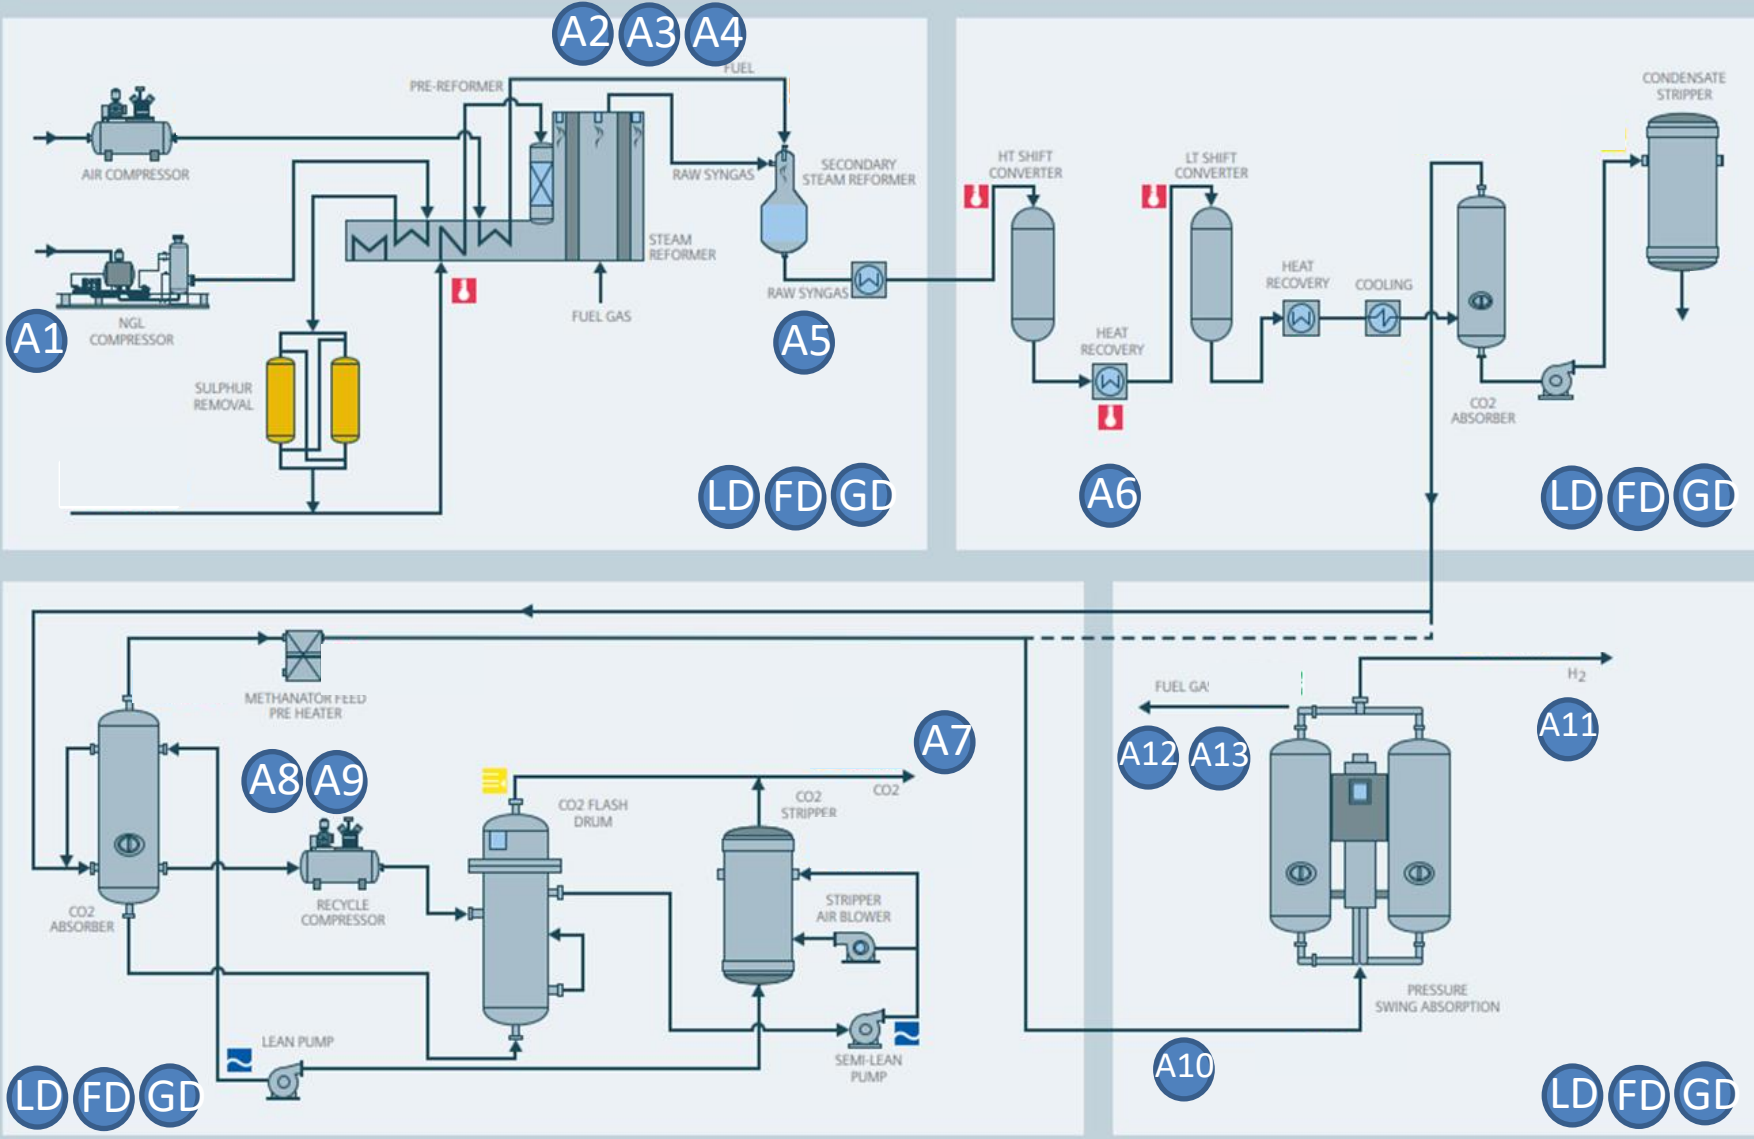 A2 A3 A4
FUEL
PRE-REFORMER
AIR COMPRESSOR
RAW SYNGAS
SECONDARY
STEAM REFORMER
STEAM
REFORMER
RAW SYNGAS
FUEL GAS
A1
NGL
COMPRESSOR
A5
SULPHUR
REMOVAL
LD FD GD
CONDENSATE
STRIPPER
HT SHIFT
CONVERTER
LT SHIFT
CONVERTER
HEAT
RECOVERY
COOLING
HEAT
RECOVERY
CO2
ABSORBER
A6
LD FD GD
METHANATOR FEED
PRE HEATER
A7
A8 A9
CO2 FLASH
DRUM
CO2
STRIPPER
CO2
RECYCLE
COMPRESSOR
STRIPPER
AIR BLOWER
CO2
ABSORBER
LEAN PUMP
SEMI-LEAN
PUMP
LD FD GD
H2
FUEL GA
A11
A12 A13
PRESSURE
SWING ABSORPTION
A10
LD FD GD